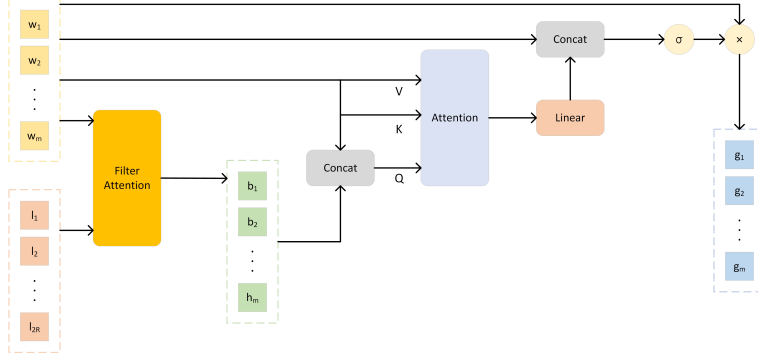 w1
w2
wm
Filter
Attention
l1
l2
l2R
b1
b2
hm
Concat
V
K
Q
Attention
Linear
Concat
σ
×
g1
g2
gm